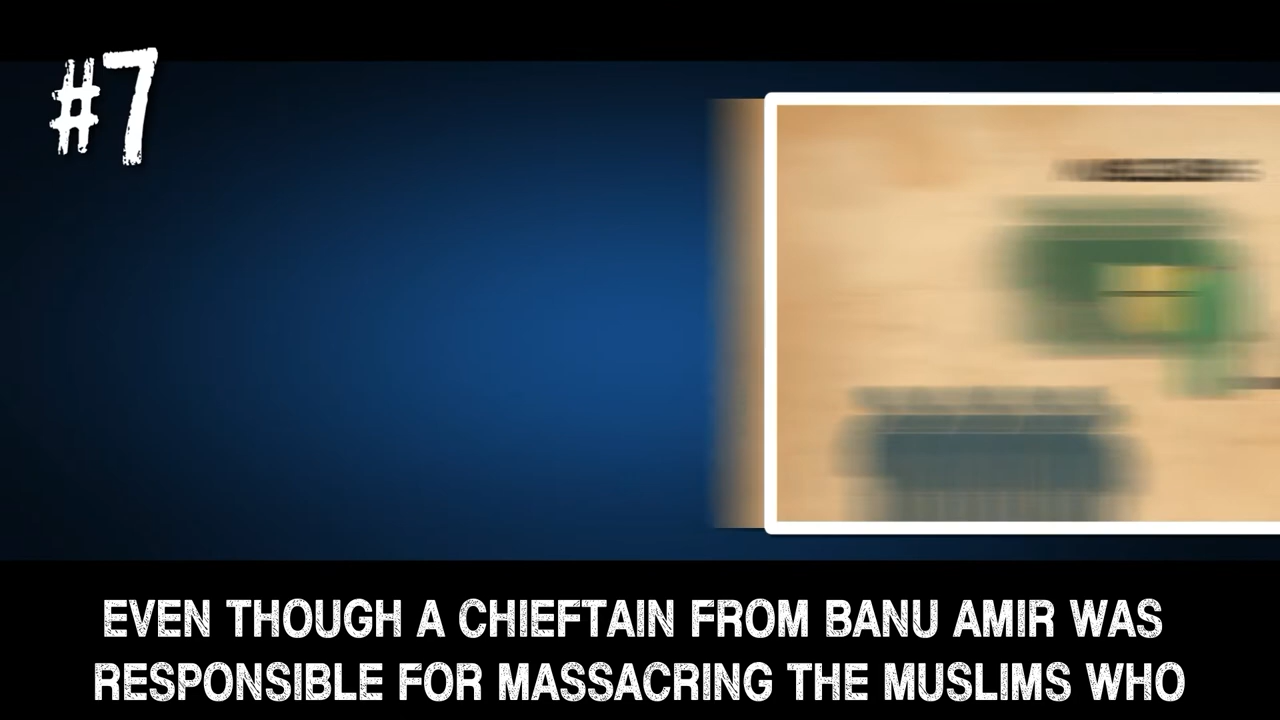 #7
EVEN THOUGH A CHIEFTAIN FROM BANU AMIR WAS
RESPONSIBLE FOR MASSACRING THE MUSLIMS WHO